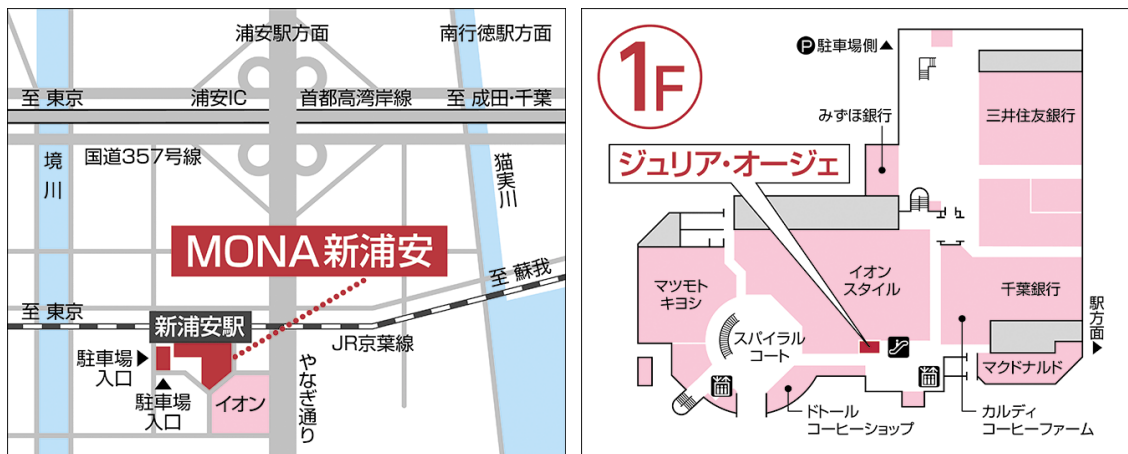 浦安駅方面
南行徳駅方面
至 東京
浦安IC
首都高湾岸線
至 成田・千葉
国道357号線
境川
猫実川
MONA新浦安
至 蘇我
至 東京
新浦安駅
JR京葉線
駐車場
入口
駐車場
入口
イオン
やなぎ通り
1F
P駐車場側▲
みずほ銀行
三井住友銀行
ジュリア・オージェ
マツモト
キヨシ
イオン
スタイル
千葉銀行
スパイラル
コート
駅方面
マクドナルド
ドトール
コーヒーショップ
カルディ
コーヒーファーム